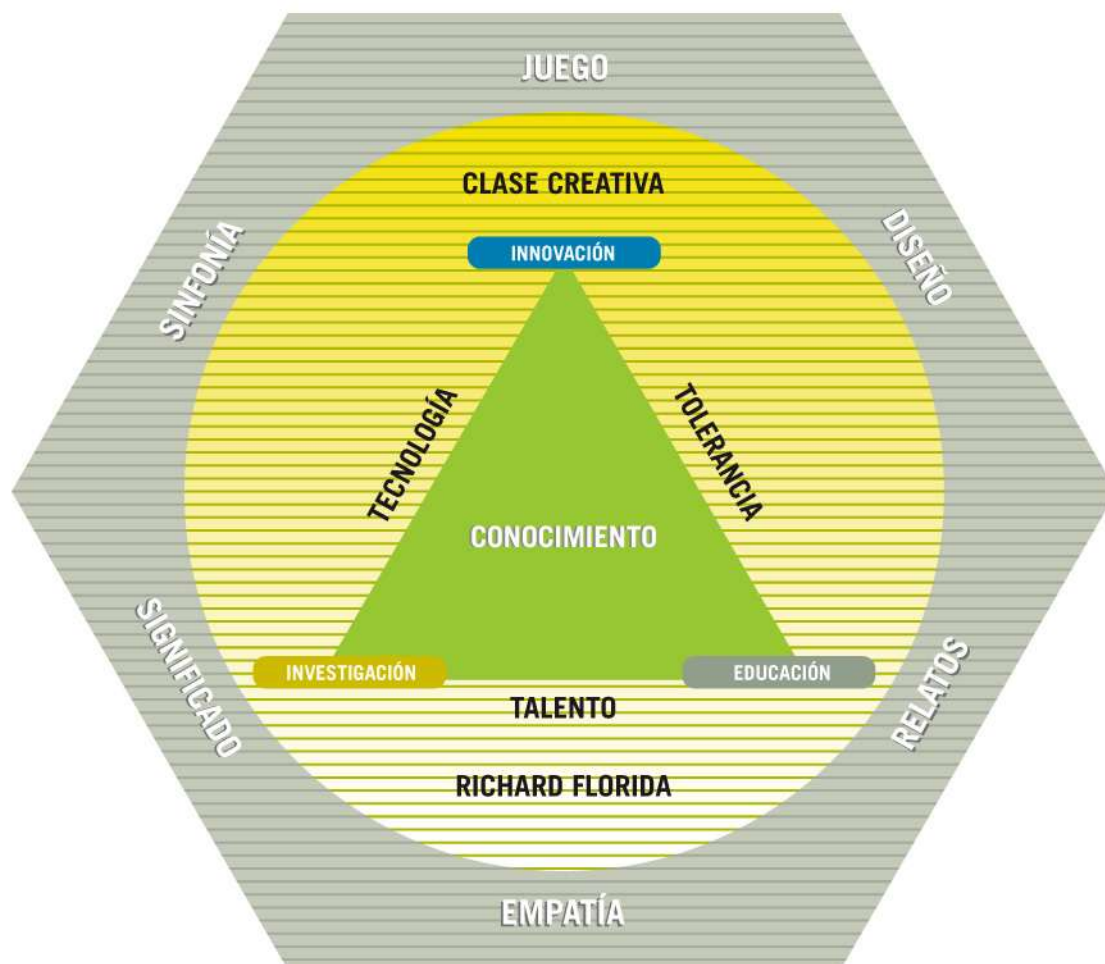 JUEGO
CLASE CREATIVA
INNOVACIÓN
SINFONÍA
DISEÑO
TECNOLOGÍA
TOLERANCIA
CONOCIMIENTO
SIGNIFICADO
INVESTIGACIÓN
EDUCACIÓN
RELATOS
TALENTO
RICHARD FLORIDA
EMPATÍA